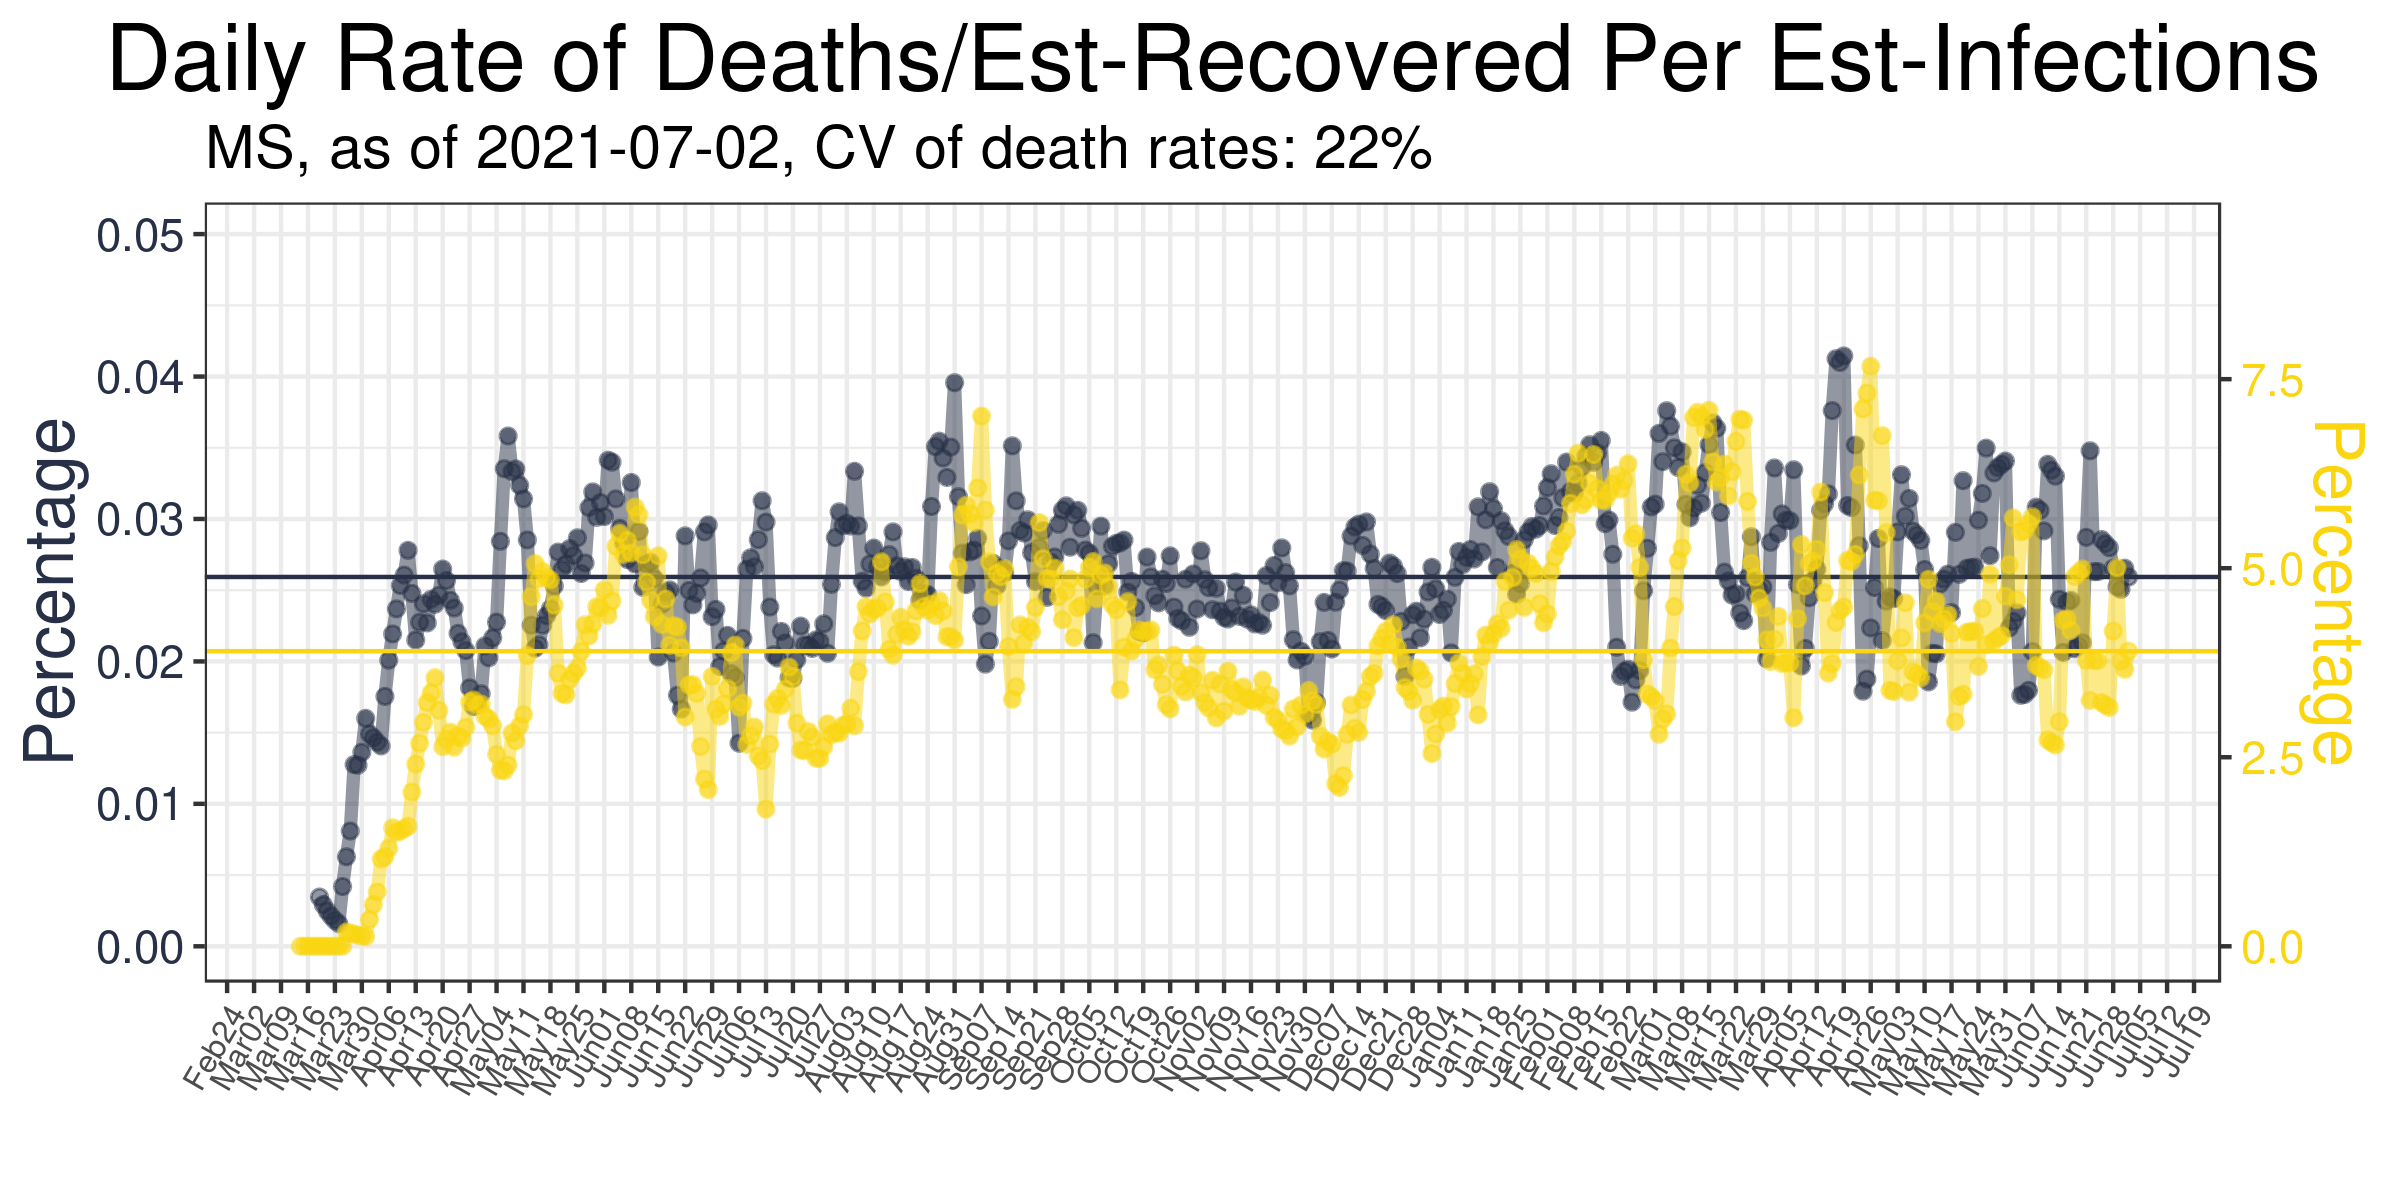 Daily Rate of Deaths/Est-Recovered Per Est-Infections
MS, as of 2021-07-02, CV of death rates: 22%
Percentage
0.05
0.04
0.03
0.02
0.01
0.00
7.5
5.0
2.5
0.0
Percentage
Feb24
Mar02
Mar09
Mar16
Mar23
Mar30
Apr06
Apr13
Apr20
Apr27
May04
May11
May18
May25
Jun01
Jun08
Jun15
Jun22
Jun29
Jul06
Jul13
Jul20
Jul27
Aug03
Aug10
Aug17
Aug24
Aug31
Sep07
Sep14
Sep21
Sep28
Oct05
Oct12
Oct19
Oct26
Nov02
Nov09
Nov16
Nov23
Nov30
Dec07
Dec14
Dec21
Dec28
Jan04
Jan11
Jan18
Jan25
Feb01
Feb08
Feb15
Feb22
Mar01
Mar08
Mar15
Mar22
Mar29
Apr05
Apr12
Apr19
Apr26
May03
May10
May17
May24
May31
Jun07
Jun14
Jun21
Jun28
Jul05
Jul12
Jul19